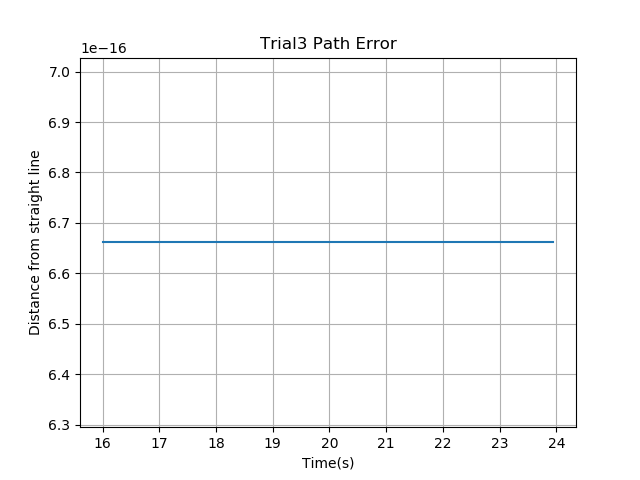 Trial3 Path Error
1e−16
7.0
6.9
6.8
6.7
6.6
6.5
6.4
6.3
Distance from straight line
16 17 18 19 20 21 22 23 24
Time(s)